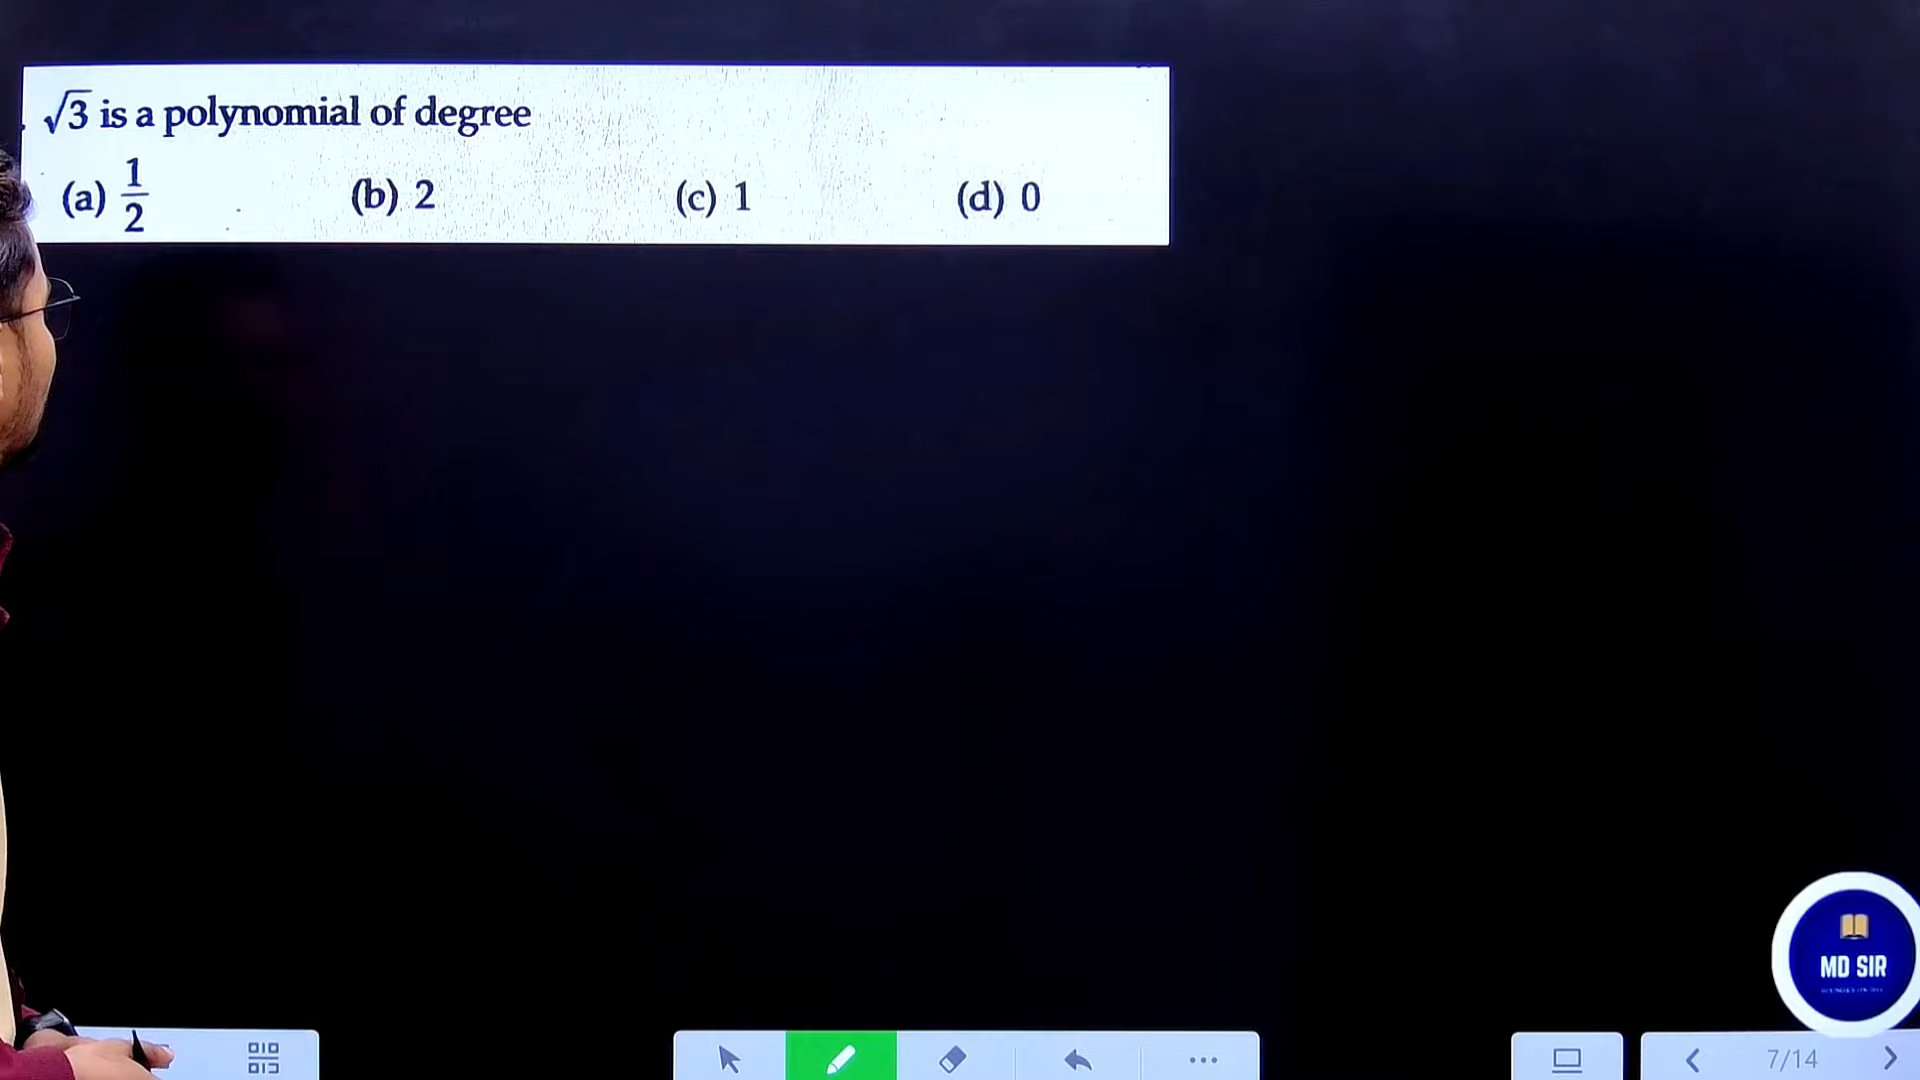 √3 is a polynomial of degree
(a) 1/2 (b) 2 (c) 1 (d) 0
MD SIR
7/14